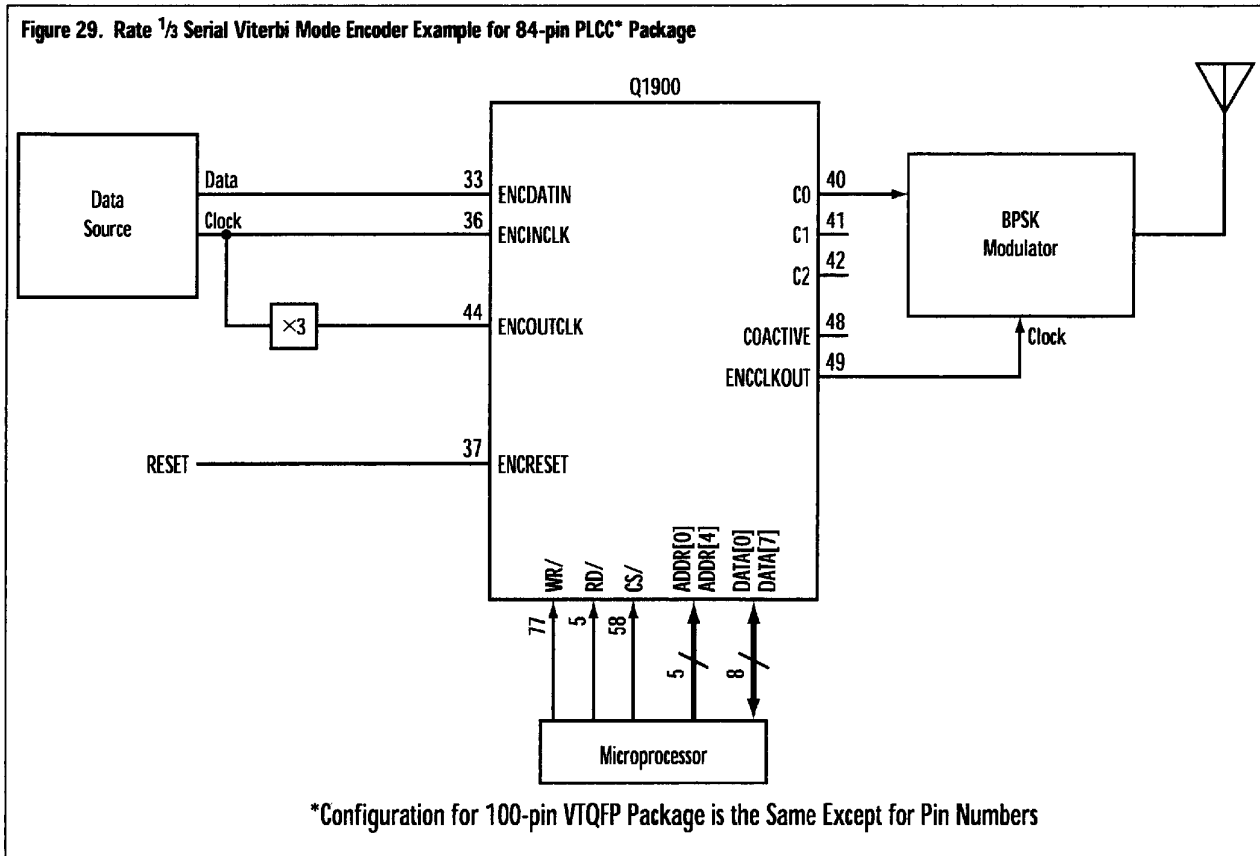 Figure 29. Rate 1/3 Serial Viterbi Mode Encoder Example for 84-pin PLCC* Package
Q1900
Data
Source
Data
Clock
×3
RESET
33
36
44
37
ENCDATIN
ENCINCLK
ENCOUTCLK
ENCRESET
C0
C1
C2
COACTIVE
ENCCLKOUT
40
41
42
48
49
BPSK
Modulator
Clock
WR/
RD/
CS/
ADDR[0]
ADDR[4]
DATA[0]
DATA[7]
77
5
58
5
8
Microprocessor
*Configuration for 100-pin VTQFP Package is the Same Except for Pin Numbers